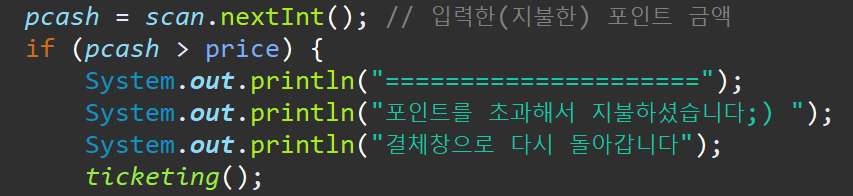 pcash = scan.nextInt(); // 입력한(지불한) 포인트 금액
if (pcash > price) {
System.out.println("=====================");
System.out.println("포인트를 초과해서 지불하셨습니다;) ");
System.out.println("결체창으로 다시 돌아갑니다");
ticketing();